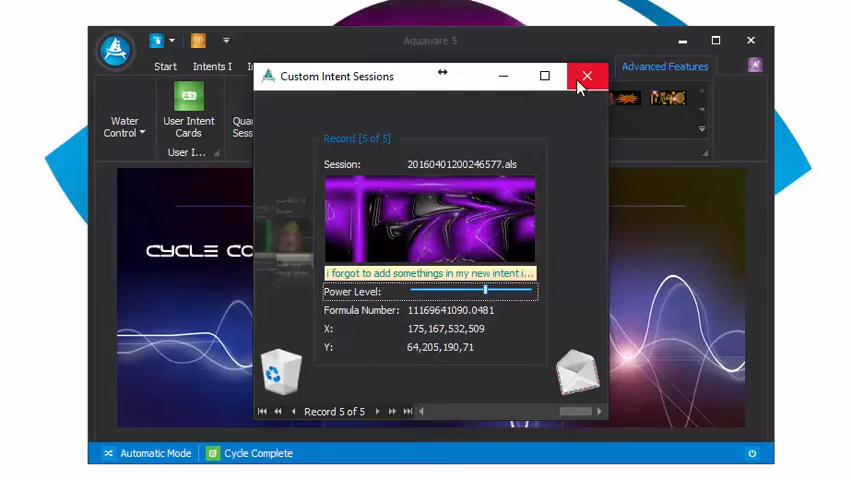 Aquaware 5
Start
Intents I
Advanced Features
Custom Intent Sessions
Water
Control
User Intent
Cards
User I...
Record [5 of 5]
Session: 20160401200246577.als
i forgot to add somethings in my new intent i...
Power Level:
Formula Number: 11169641090.0481
X: 175,167,532,509
Y: 64,205,190,71
CYCLE CO
Record 5 of 5
Automatic Mode
Cycle Complete